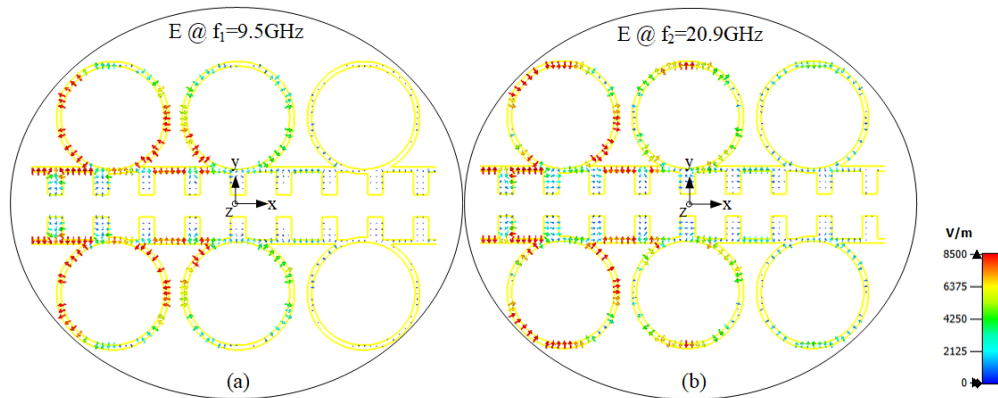 E @ f₁=9.5GHz
E @ f₂=20.9GHz
y
z
x
y
z
x
V/m
8500
6375
4250
2125
0
(a)
(b)